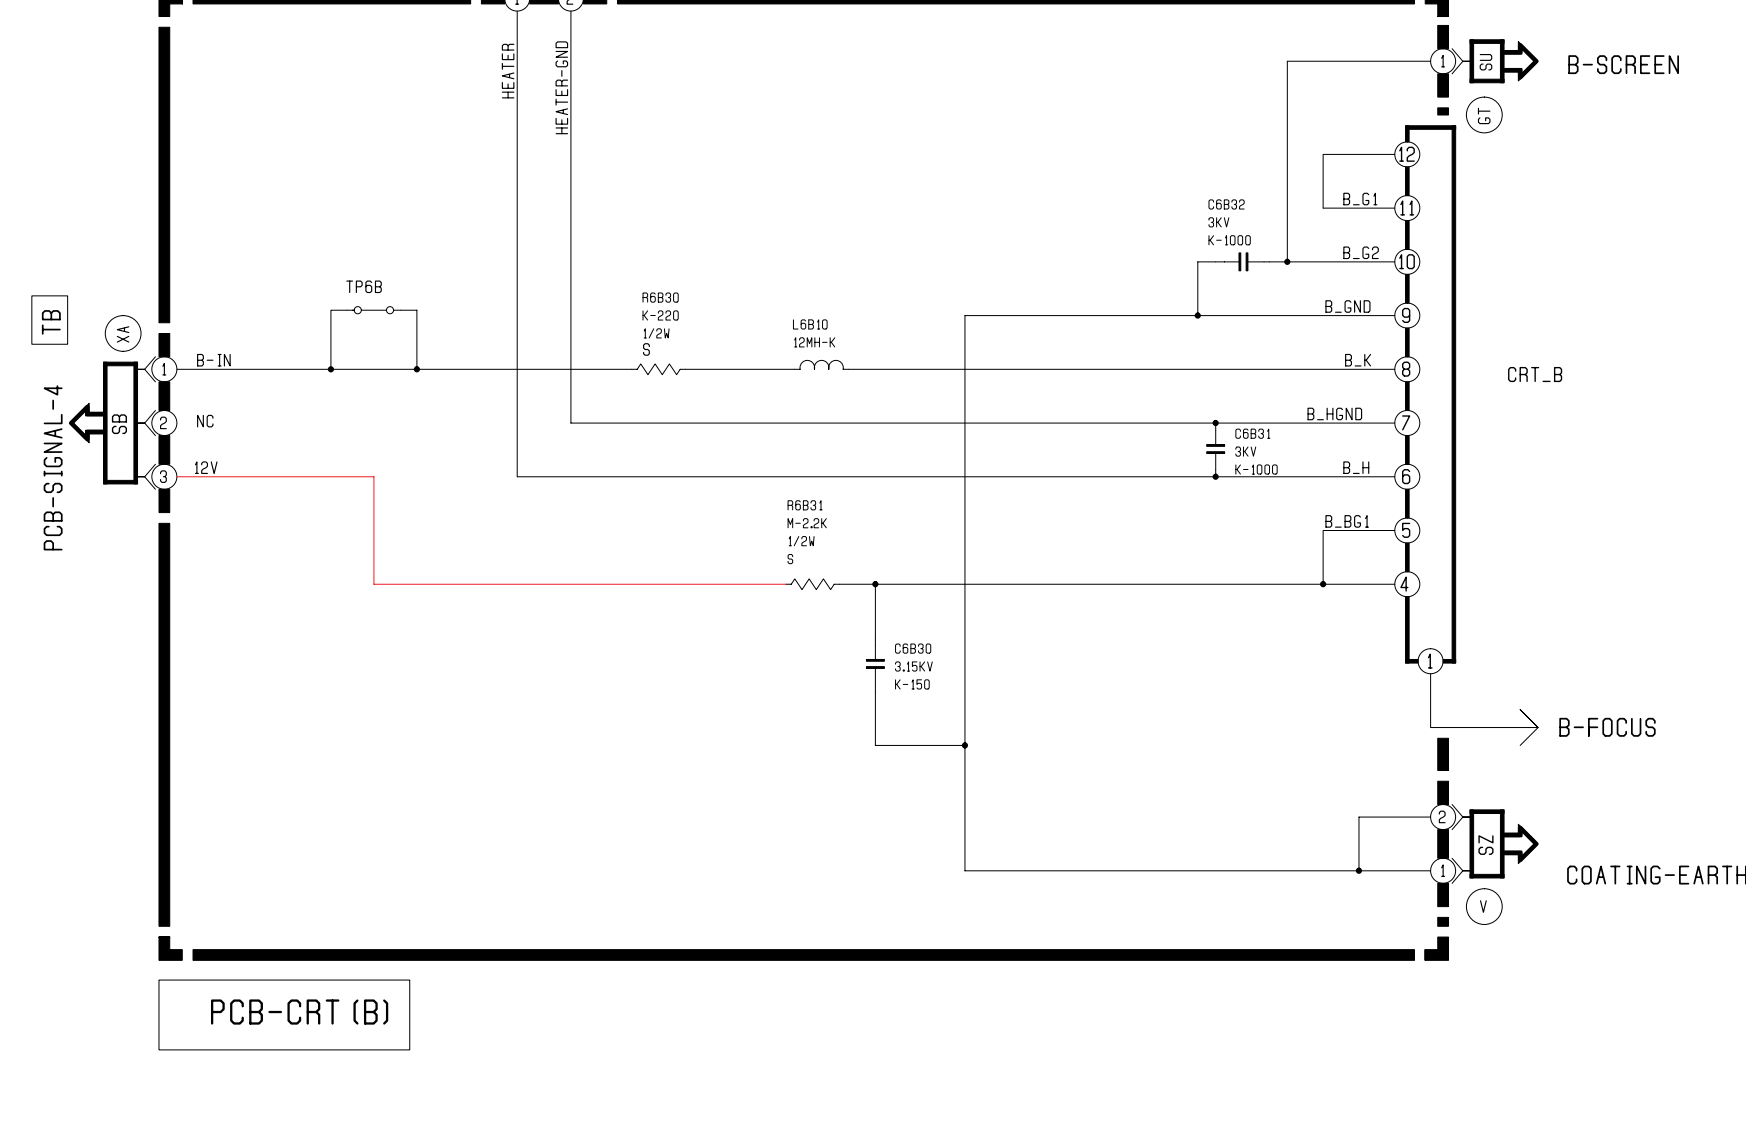 1
2
HEATER
HEATER-GND
1
SU
B-SCREEN
GT
12
B_G1
11
C6B32
3KV
K-1000
B_G2
10
B_GND
9
TP6B
R6B30
K-220
1/2W
S
L6B10
12MH-K
TB
XA
1
B-IN
B_K
8
CRT_B
SB
PCB-SIGNAL-4
2
NC
B_HGND
7
C6B31
3KV
K-1000
3
12V
B_H
6
R6B31
M-2.2K
1/2W
S
B_BG1
5
4
C6B30
3.15KV
K-150
1
B-FOCUS
2
SZ
1
COATING-EARTH
V
PCB-CRT (B)